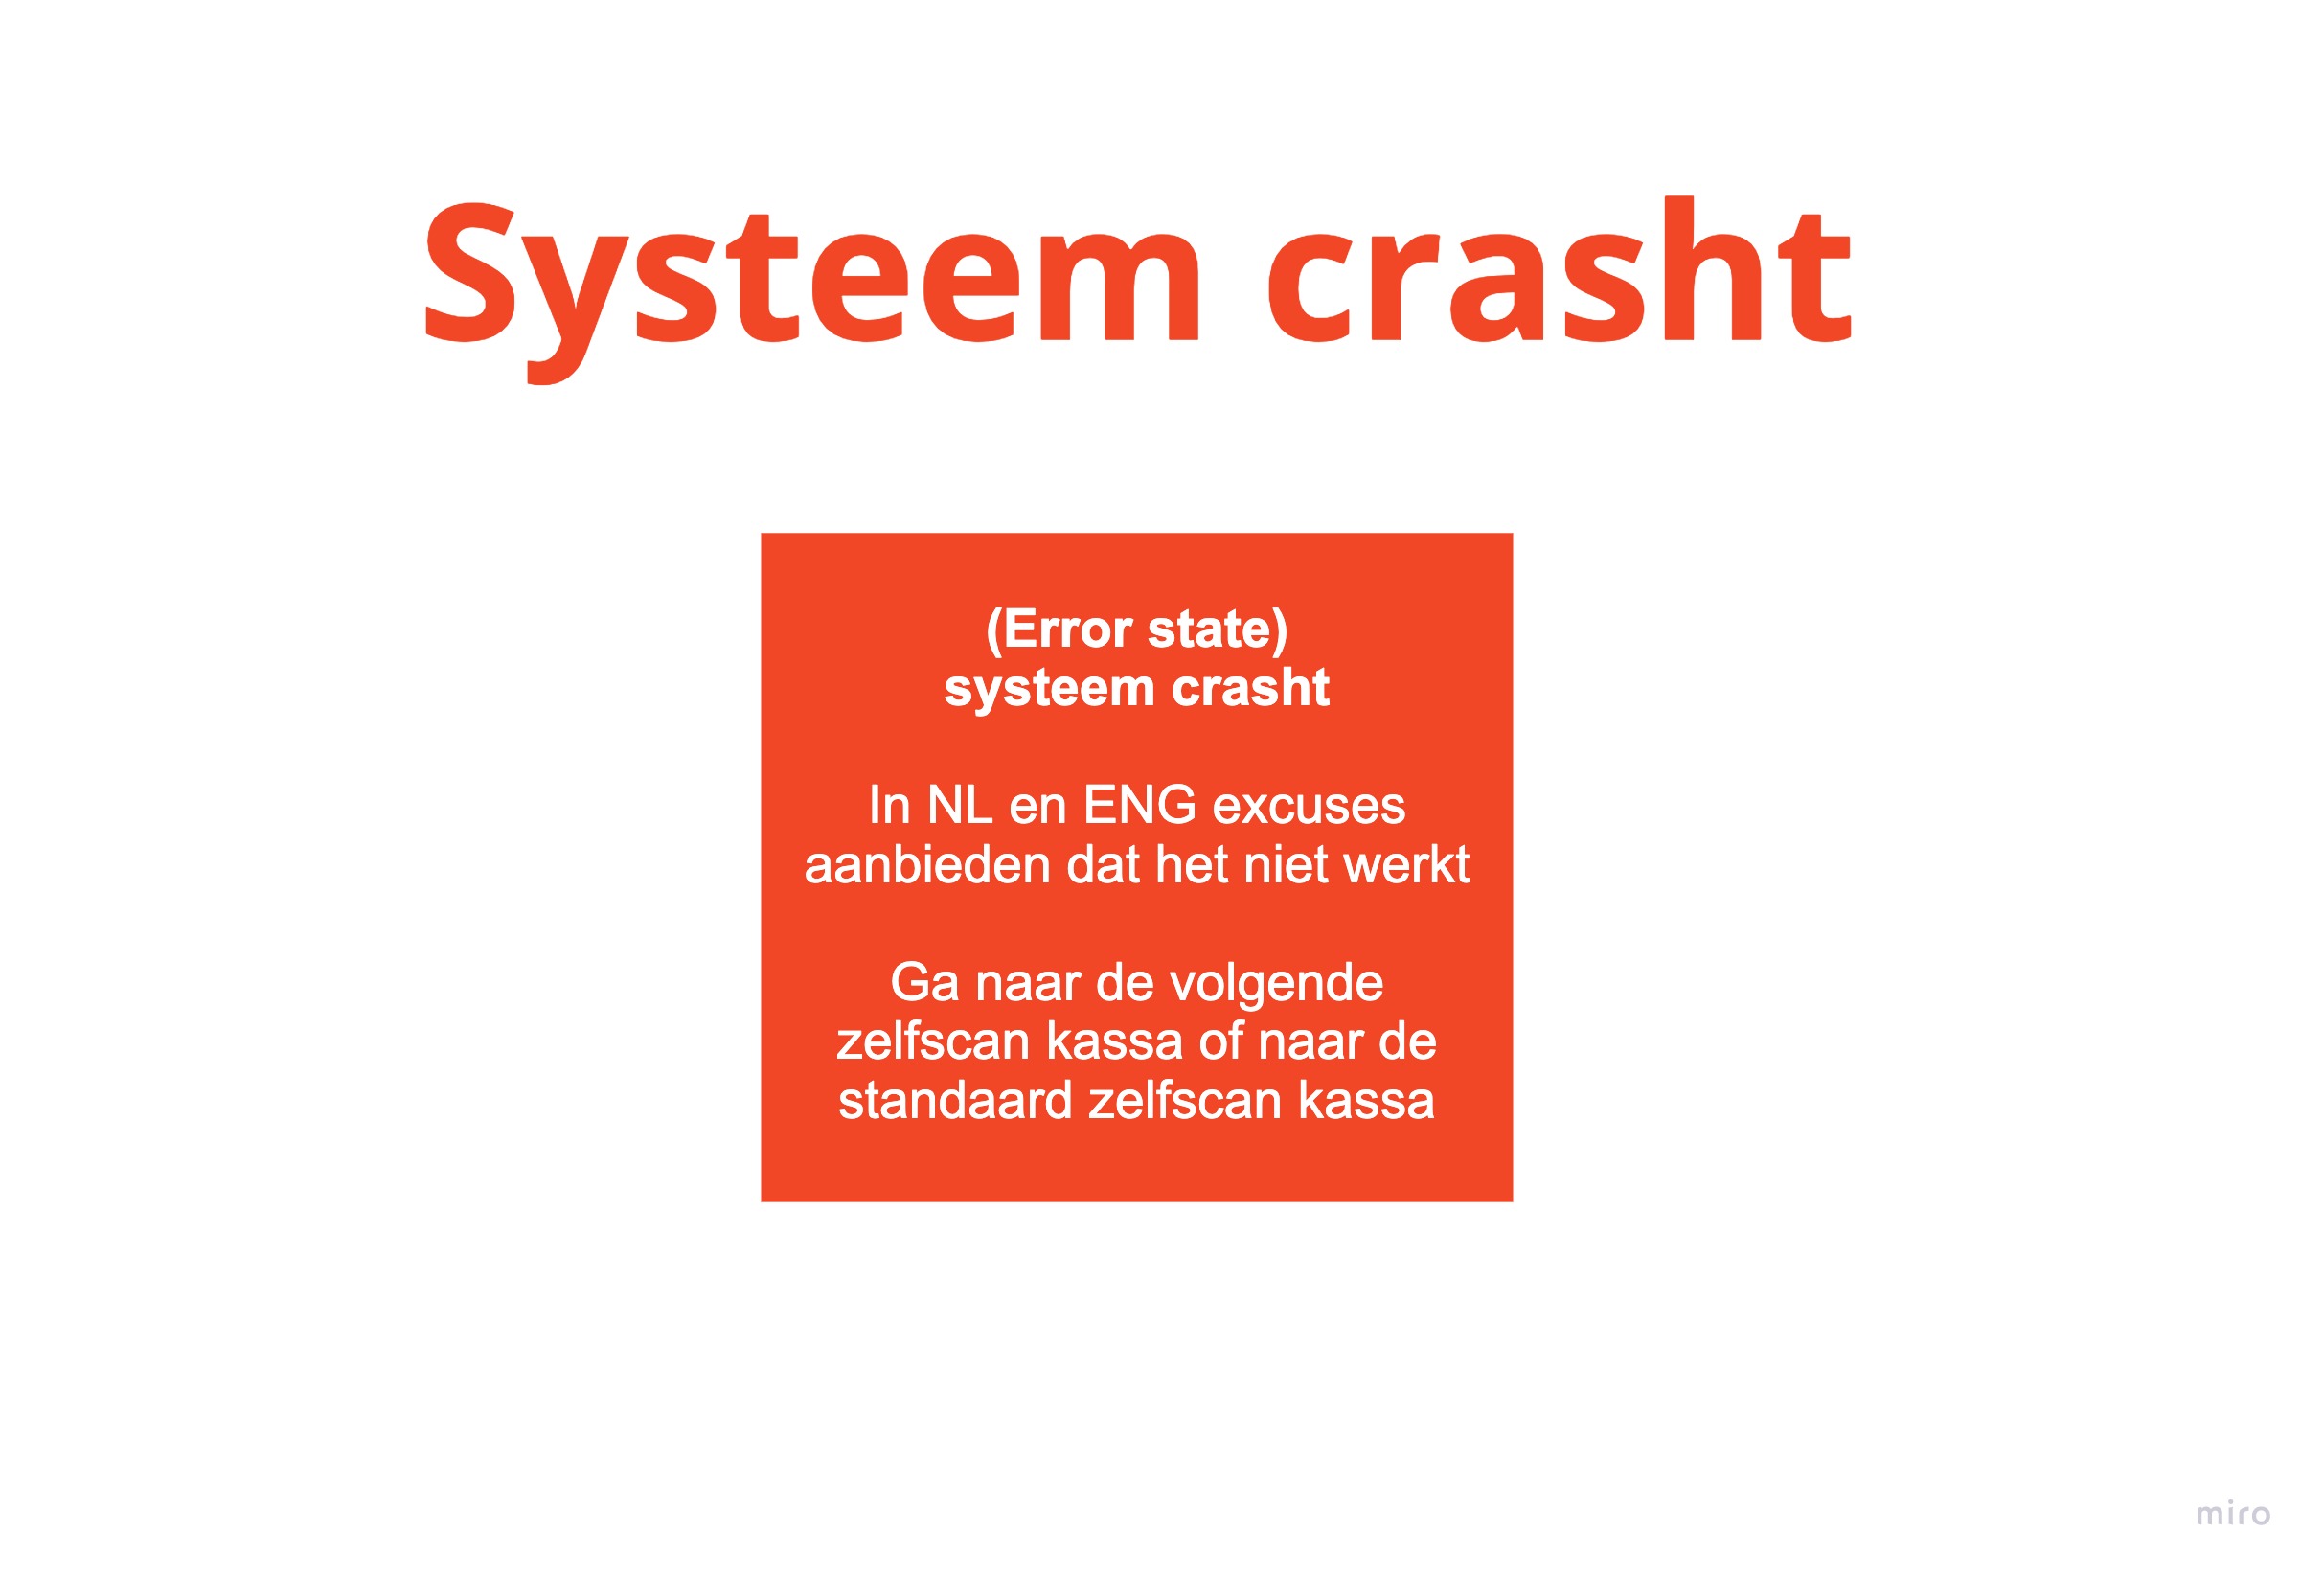 Systeem crasht
(Error state)
systeem crasht
In NL en ENG excuses
aanbieden dat het niet werkt
Ga naar de volgende
zelfscan kassa of naar de
standaard zelfscan kassa
miro